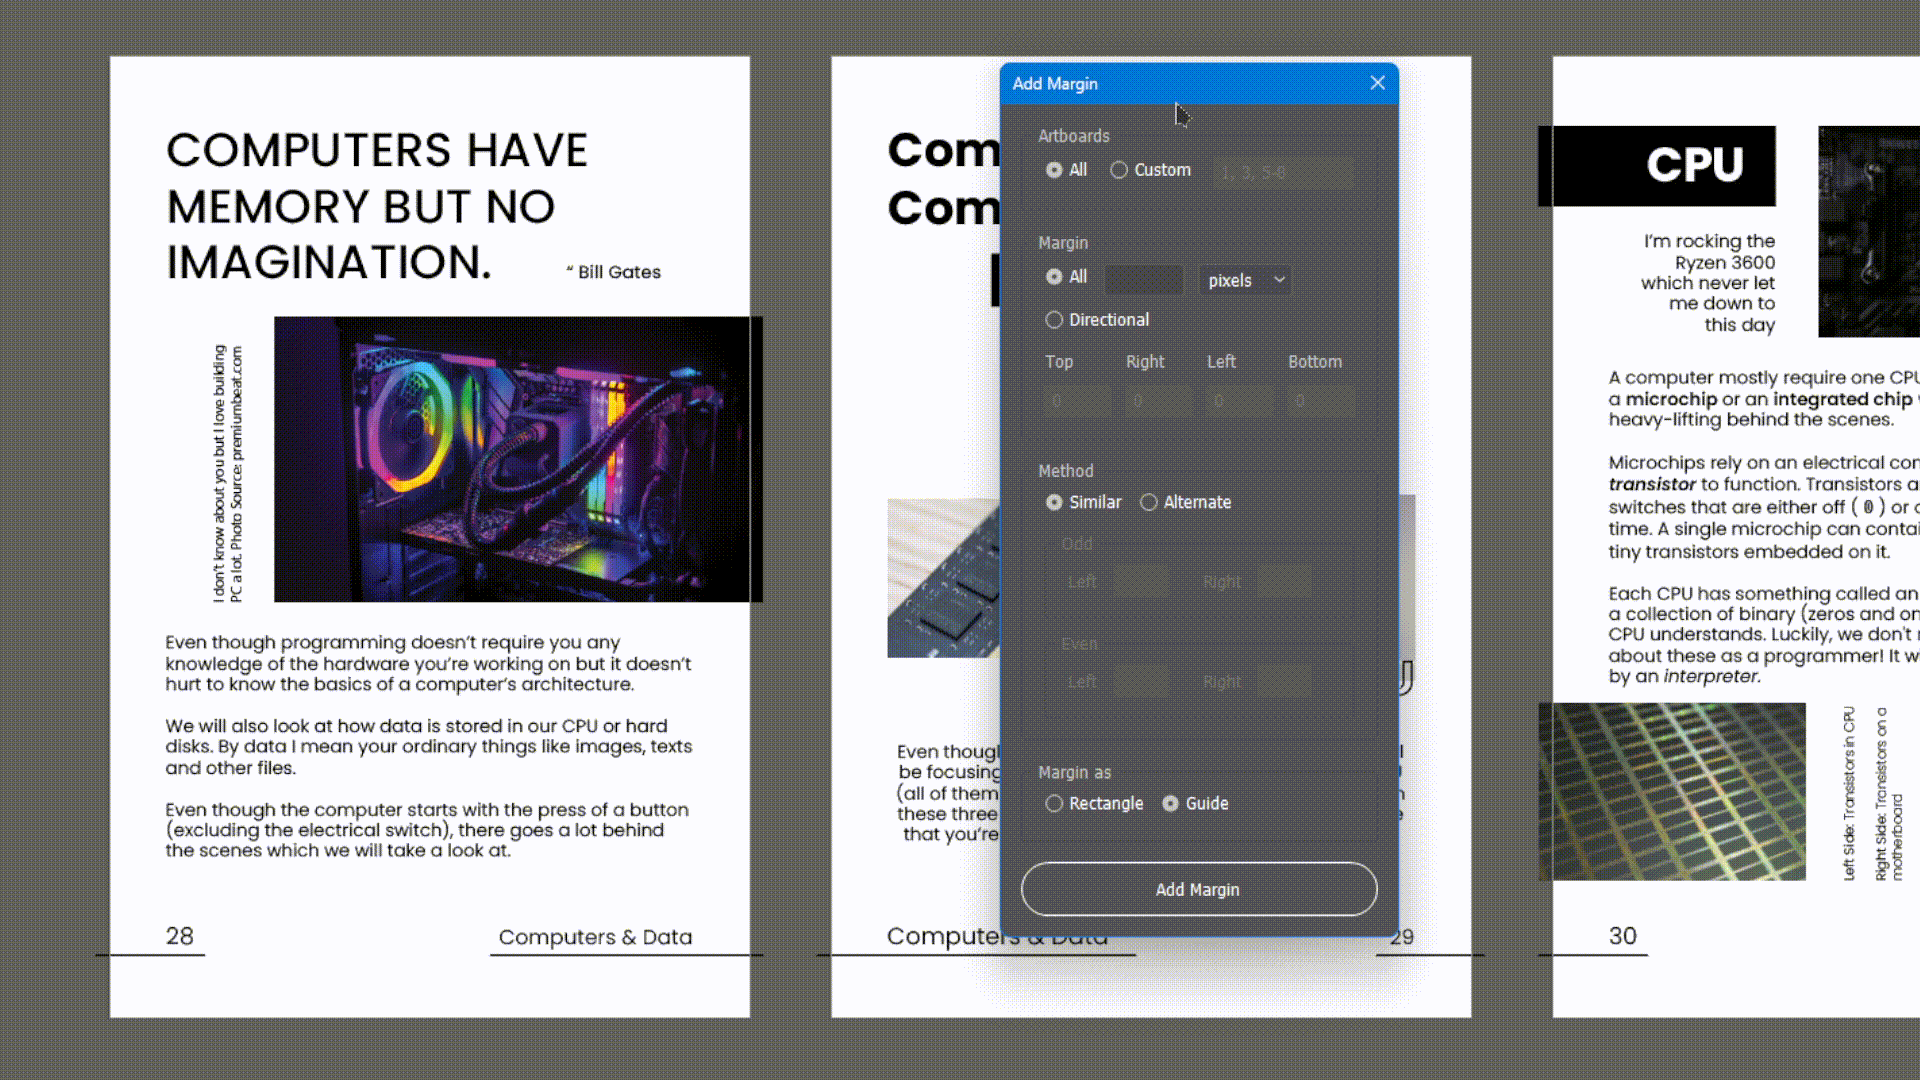 COMPUTERS HAVE
MEMORY BUT NO
IMAGINATION.
“ Bill Gates
I don't know about you but I love building
PC a lot. Photo Source: premiumbeat.com
Even though programming doesn't require you any
knowledge of the hardware you're working on but it doesn't
hurt to know the basics of a computer's architecture.
We will also look at how data is stored in our CPU or hard
disks. By data I mean your ordinary things like images, texts
and other files.
Even though the computer starts with the press of a button
(excluding the electrical switch), there goes a lot behind
the scenes which we will take a look at.
28
Computers & Data
Com
Com
Even though
be focusing
(all of them
these three
that you're
Computers & Data
29
Add Margin
Artboards
All
Custom
1, 3, 5-8
Margin
All
pixels
Directional
Top
Right
Left
Bottom
0
0
0
0
Method
Similar
Alternate
Odd
Left
Right
Even
Left
Right
Margin as
Rectangle
Guide
Add Margin
CPU
I'm rocking the
Ryzen 3600
which never let
me down to
this day
A computer mostly require one CPU
a microchip or an integrated chip
heavy-lifting behind the scenes.
Microchips rely on an electrical
transistor to function. Transistors
switches that are either off ( 0 ) or
time. A single microchip can
tiny transistors embedded on it.
Each CPU has something called an
a collection of binary (zeros and
CPU understands. Luckily, we don't
about these as a programmer! It
by an interpreter.
Left Side: Transistors in CPU
Right Side: Transistors on a
motherboard
30